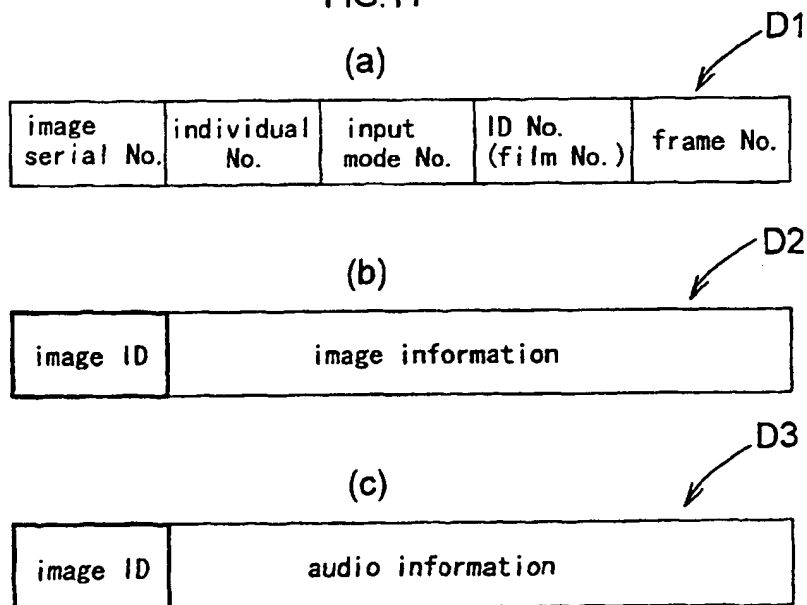 (a)
D1
image serial No.
individual No.
input mode No.
ID No. (film No.)
frame No.
(b)
D2
image ID
image information
(c)
D3
image ID
audio information